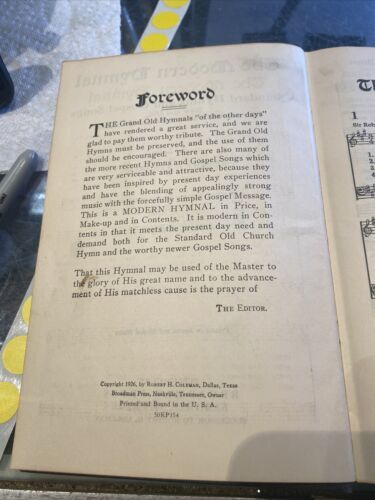 Foreword
THE Grand Old Hymnals "of the other days"
have rendered a great service, and we are
glad to pay them worthy tribute. The Grand Old
Hymns must be preserved, and the use of them
should be encouraged. There are also many of
the more recent Hymns and Gospel Songs which
are very serviceable and attractive, because they
have been inspired by present day experiences
and have the blending of appealingly strong
music with the forcefully simple Gospel Message.
This is a MODERN HYMNAL in Price, in
Make-up and in Contents. It is modern in Con-
tents in that it meets the present day need and
demand both for the Standard Old Church
Hymn and the worthy newer Gospel Songs.
That this Hymnal may be used of the Master to
the glory of His great name and to the advance-
ment of His matchless cause is the prayer of
THE EDITOR.
Copyright 1926, by ROBERT H. COLEMAN, Dallas, Texas
Broadman Press, Nashville, Tennessee, Owner
Printed and Bound in the U. S. A.
50KP154
1
Sir Rob